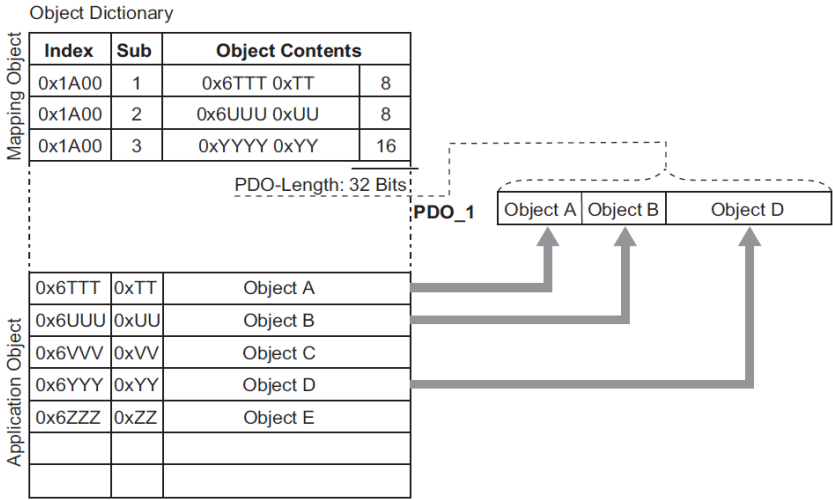 Object Dictionary
Mapping Object
Index Sub Object Contents
0x1A00 1 0x6TTT 0xTT 8
0x1A00 2 0x6UUU 0xUU 8
0x1A00 3 0xYYYY 0xYY 16
PDO-Length: 32 Bits
PDO_1 Object A Object B Object D
Application Object
0x6TTT 0xTT Object A
0x6UUU 0xUU Object B
0x6VVV 0xVV Object C
0x6YYY 0xYY Object D
0x6ZZZ 0xZZ Object E